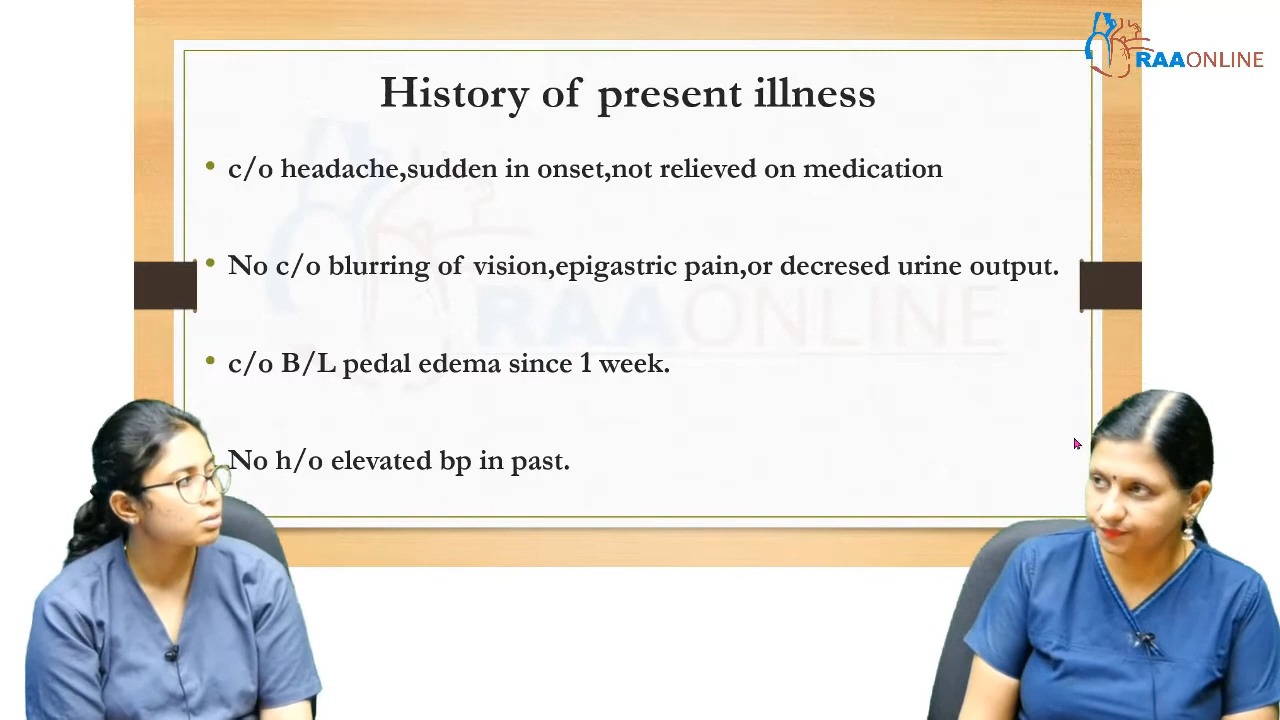 RAAONLINE
History of present illness
c/o headache,sudden in onset,not relieved on medication
No c/o blurring of vision,epigastric pain,or decresed urine output.
RAAONLINE
c/o B/L pedal edema since 1 week.
No h/o elevated bp in past.